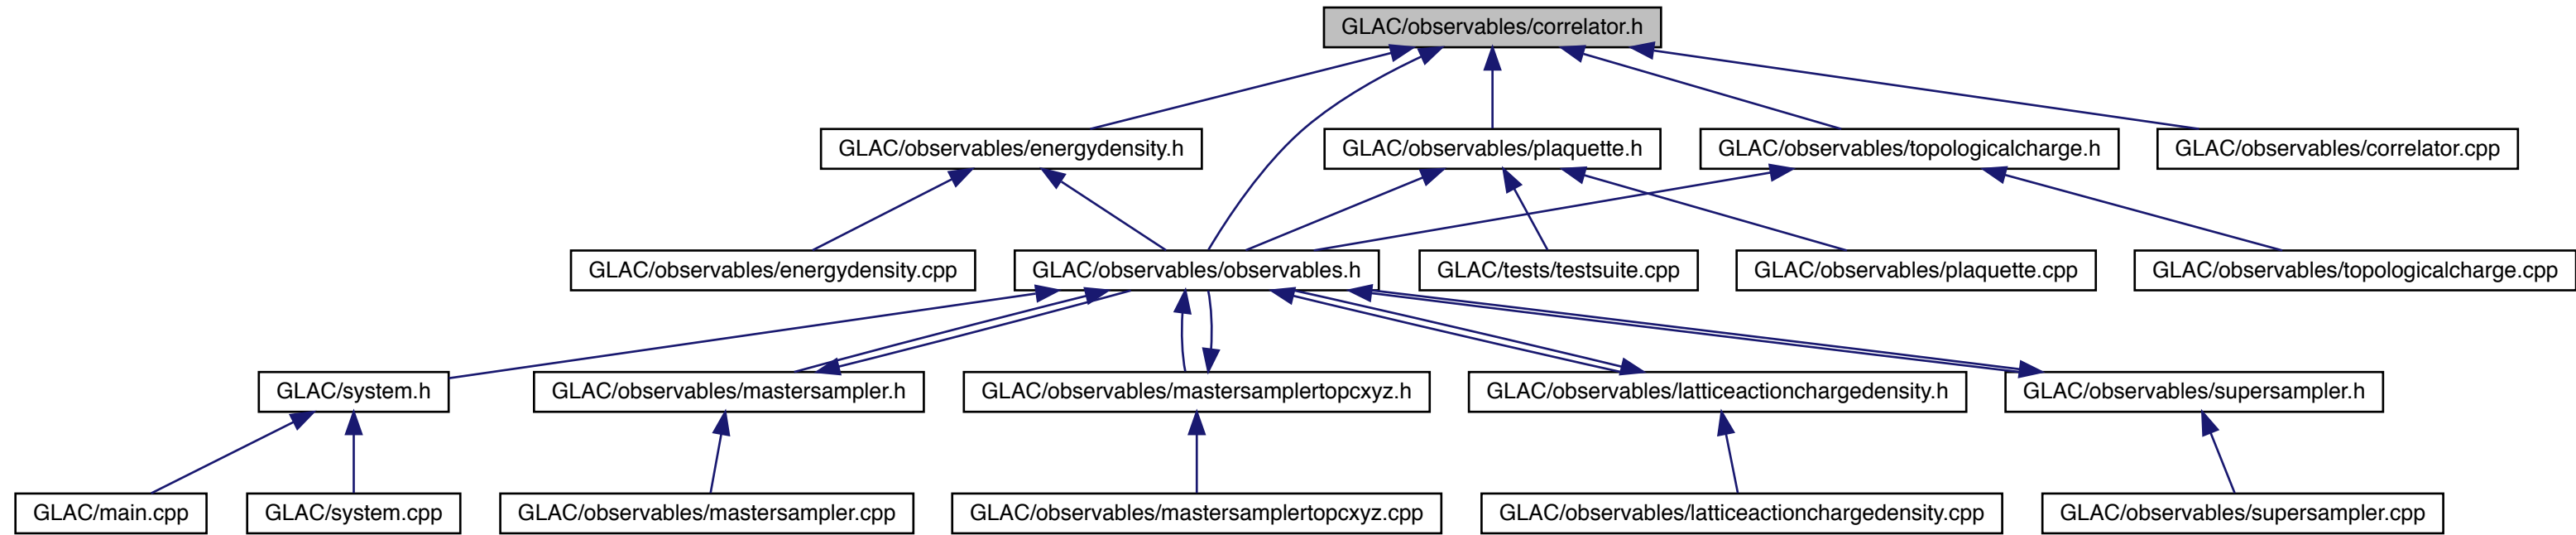 GLAC/observables/correlator.h
GLAC/observables/energydensity.h
GLAC/observables/plaquette.h
GLAC/observables/topologicalcharge.h
GLAC/observables/correlator.cpp
GLAC/observables/energydensity.cpp
GLAC/observables/observables.h
GLAC/tests/testsuite.cpp
GLAC/observables/plaquette.cpp
GLAC/observables/topologicalcharge.cpp
GLAC/system.h
GLAC/observables/mastersampler.h
GLAC/observables/mastersamplertopcxyz.h
GLAC/observables/latticeactionchargedensity.h
GLAC/observables/supersampler.h
GLAC/main.cpp
GLAC/system.cpp
GLAC/observables/mastersampler.cpp
GLAC/observables/mastersamplertopcxyz.cpp
GLAC/observables/latticeactionchargedensity.cpp
GLAC/observables/supersampler.cpp